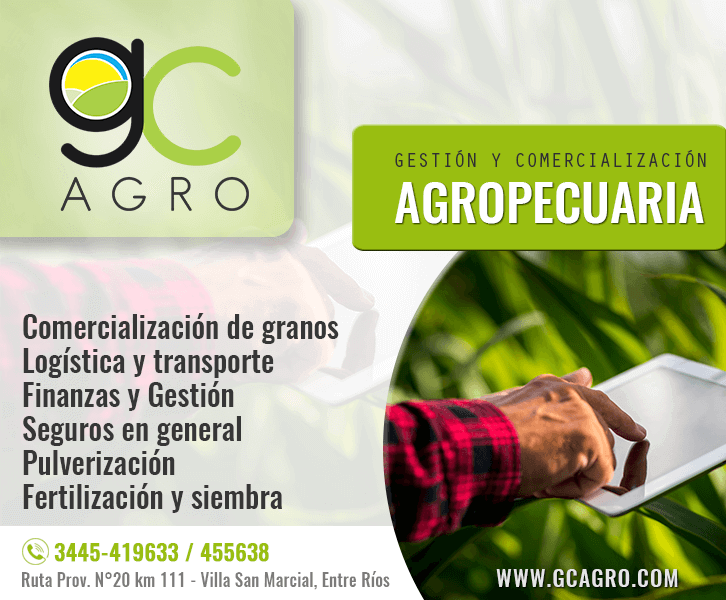 gc
AGRO
GESTIÓN Y COMERCIALIZACIÓN
AGROPECUARIA
Comercialización de granos
Logística y transporte
Finanzas y Gestión
Seguros en general
Pulverización
Fertilización y siembra
3445-419633 / 455638
Ruta Prov. N°20 km 111 - Villa San Marcial, Entre Ríos
WWW.GCAGRO.COM